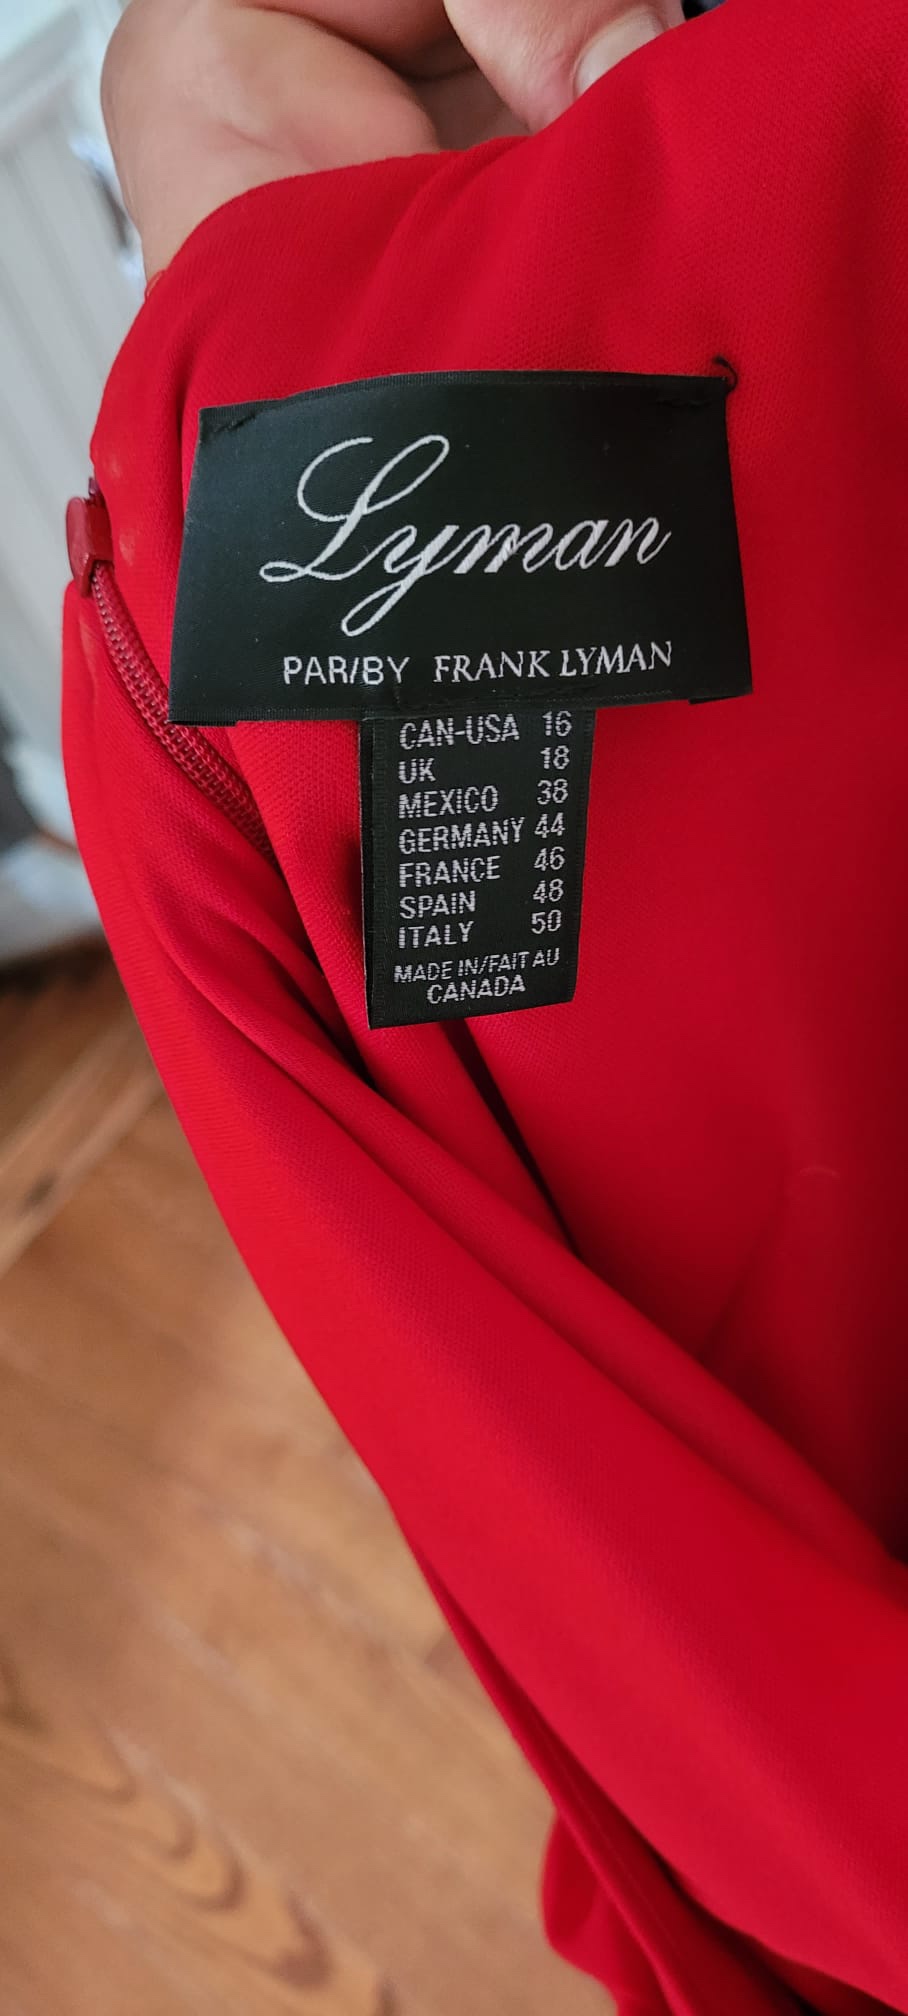 Lyman
PAR/BY FRANK LYMAN
CAN-USA 16
UK 18
MEXICO 38
GERMANY 44
FRANCE 46
SPAIN 48
ITALY 50
MADE IN/FAIT AU
CANADA